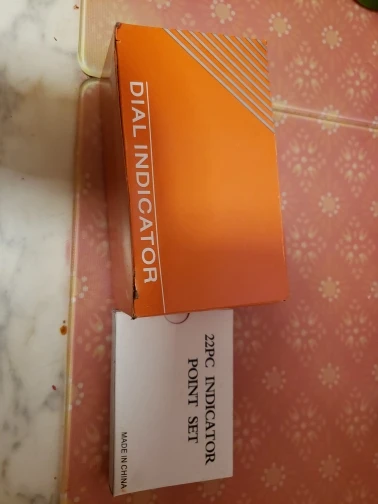 DIAL INDICATOR
22PC INDICATOR
POINT SET
MADE IN CHINA